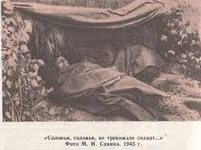 «Соловьи, соловьи, не тревожьте солдат...»
Фото М. И. Савина. 1945 г.